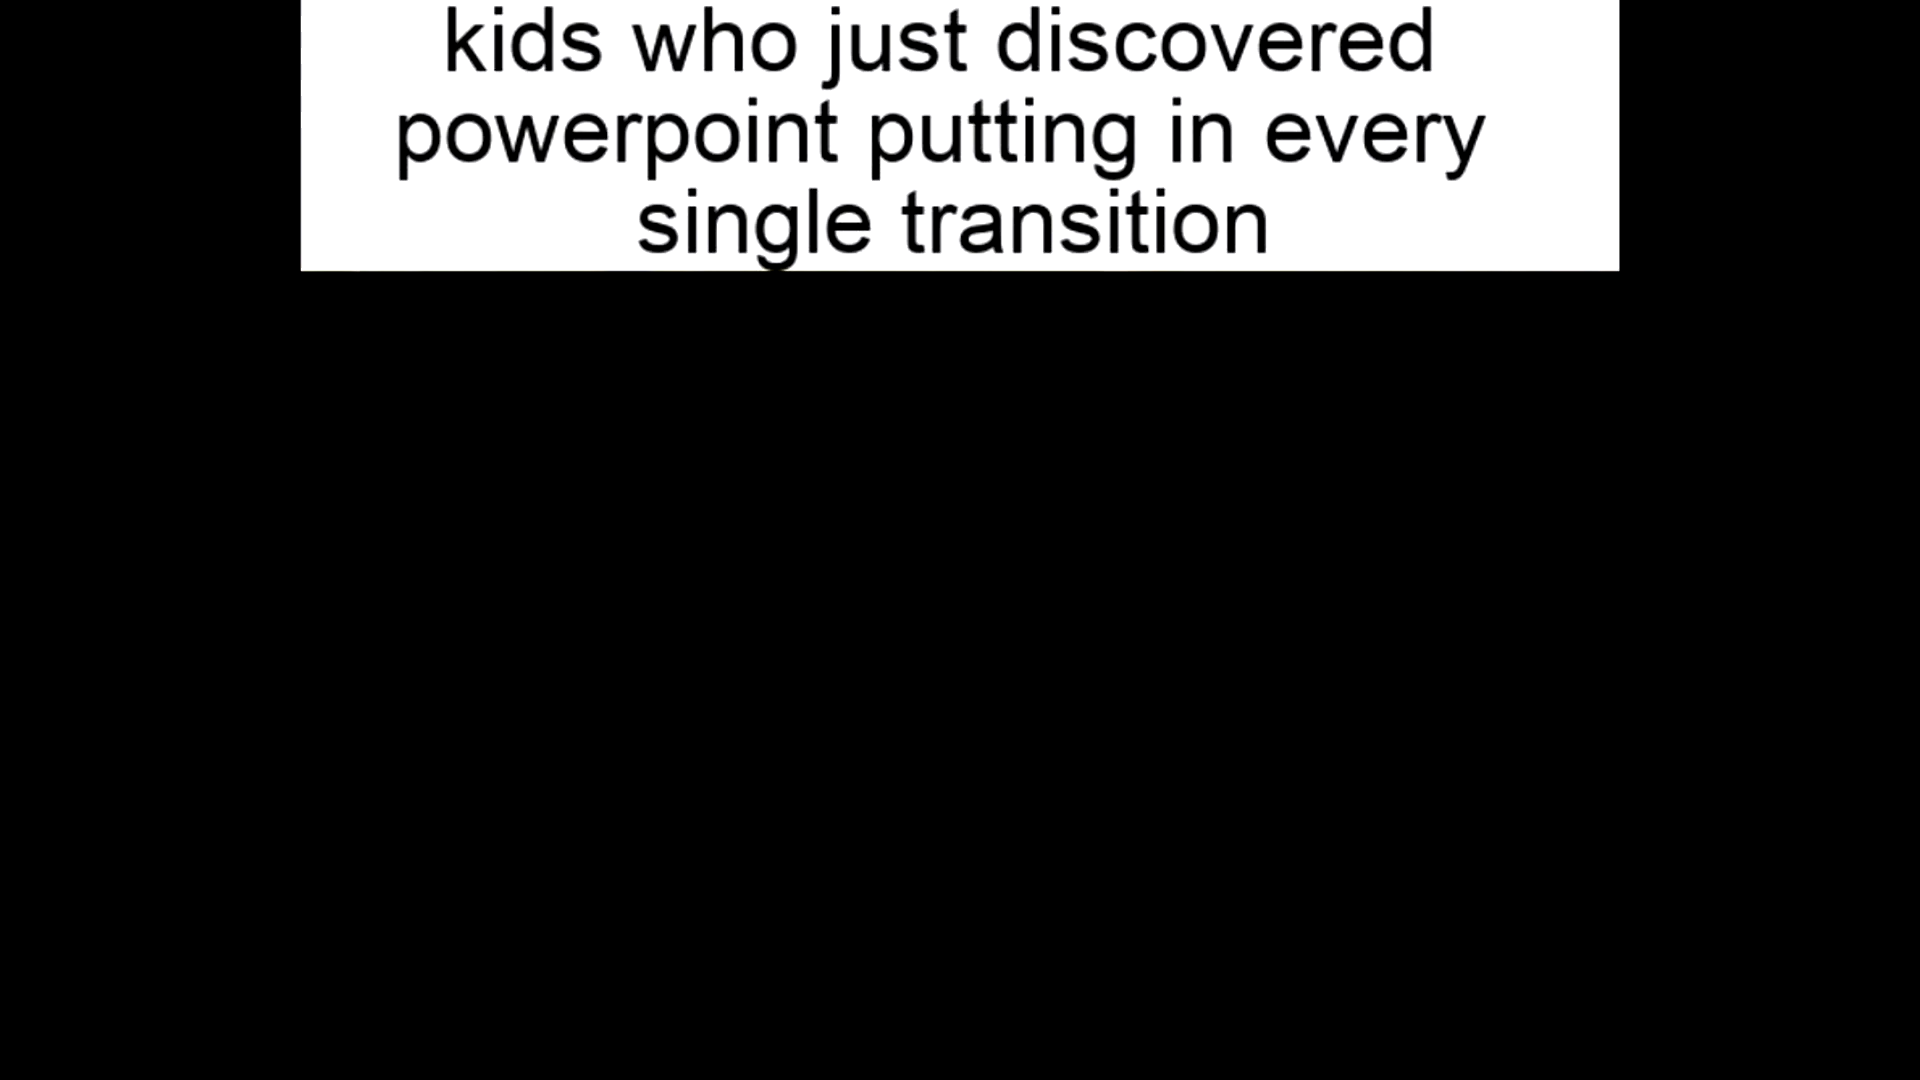 kids who just discovered
powerpoint putting in every
single transition